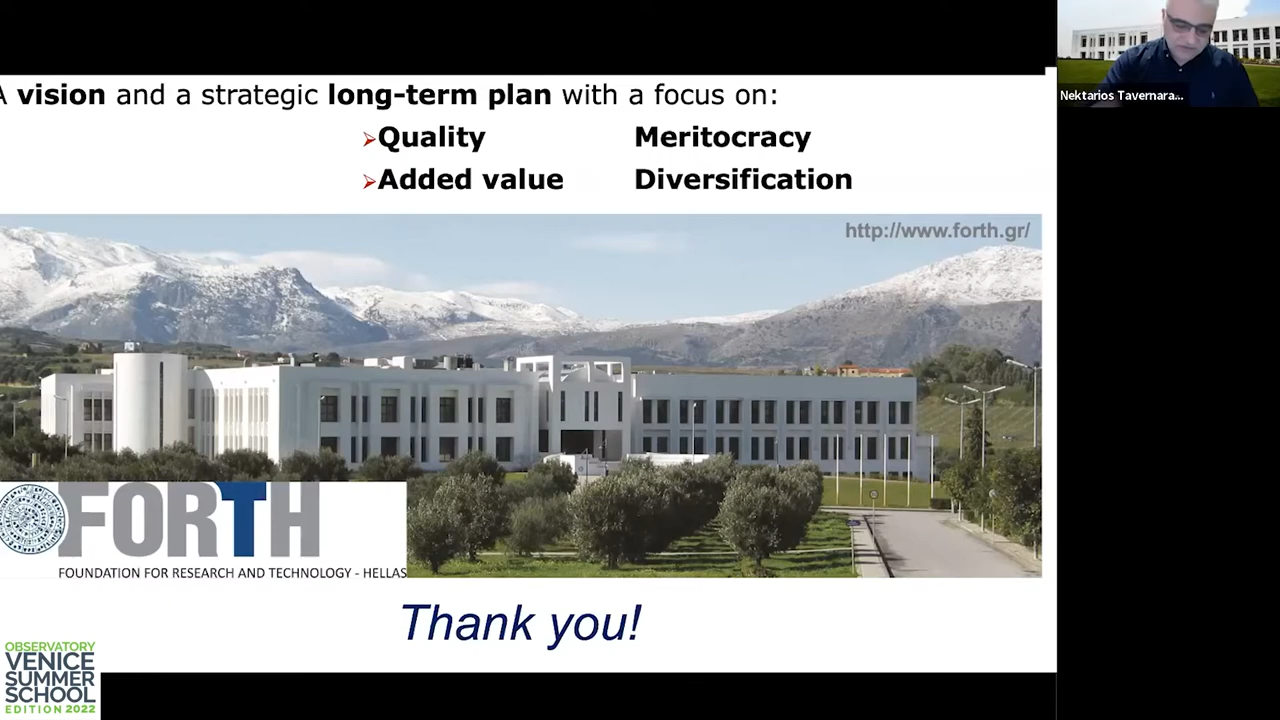 A vision and a strategic long-term plan with a focus on:
Quality Meritocracy
Added value Diversification
http://www.forth.gr/
FORTH
FOUNDATION FOR RESEARCH AND TECHNOLOGY - HELLAS
Thank you!
OBSERVATORY
VENICE
SUMMER
SCHOOL
EDITION 2022
Nektarios Tavernara...